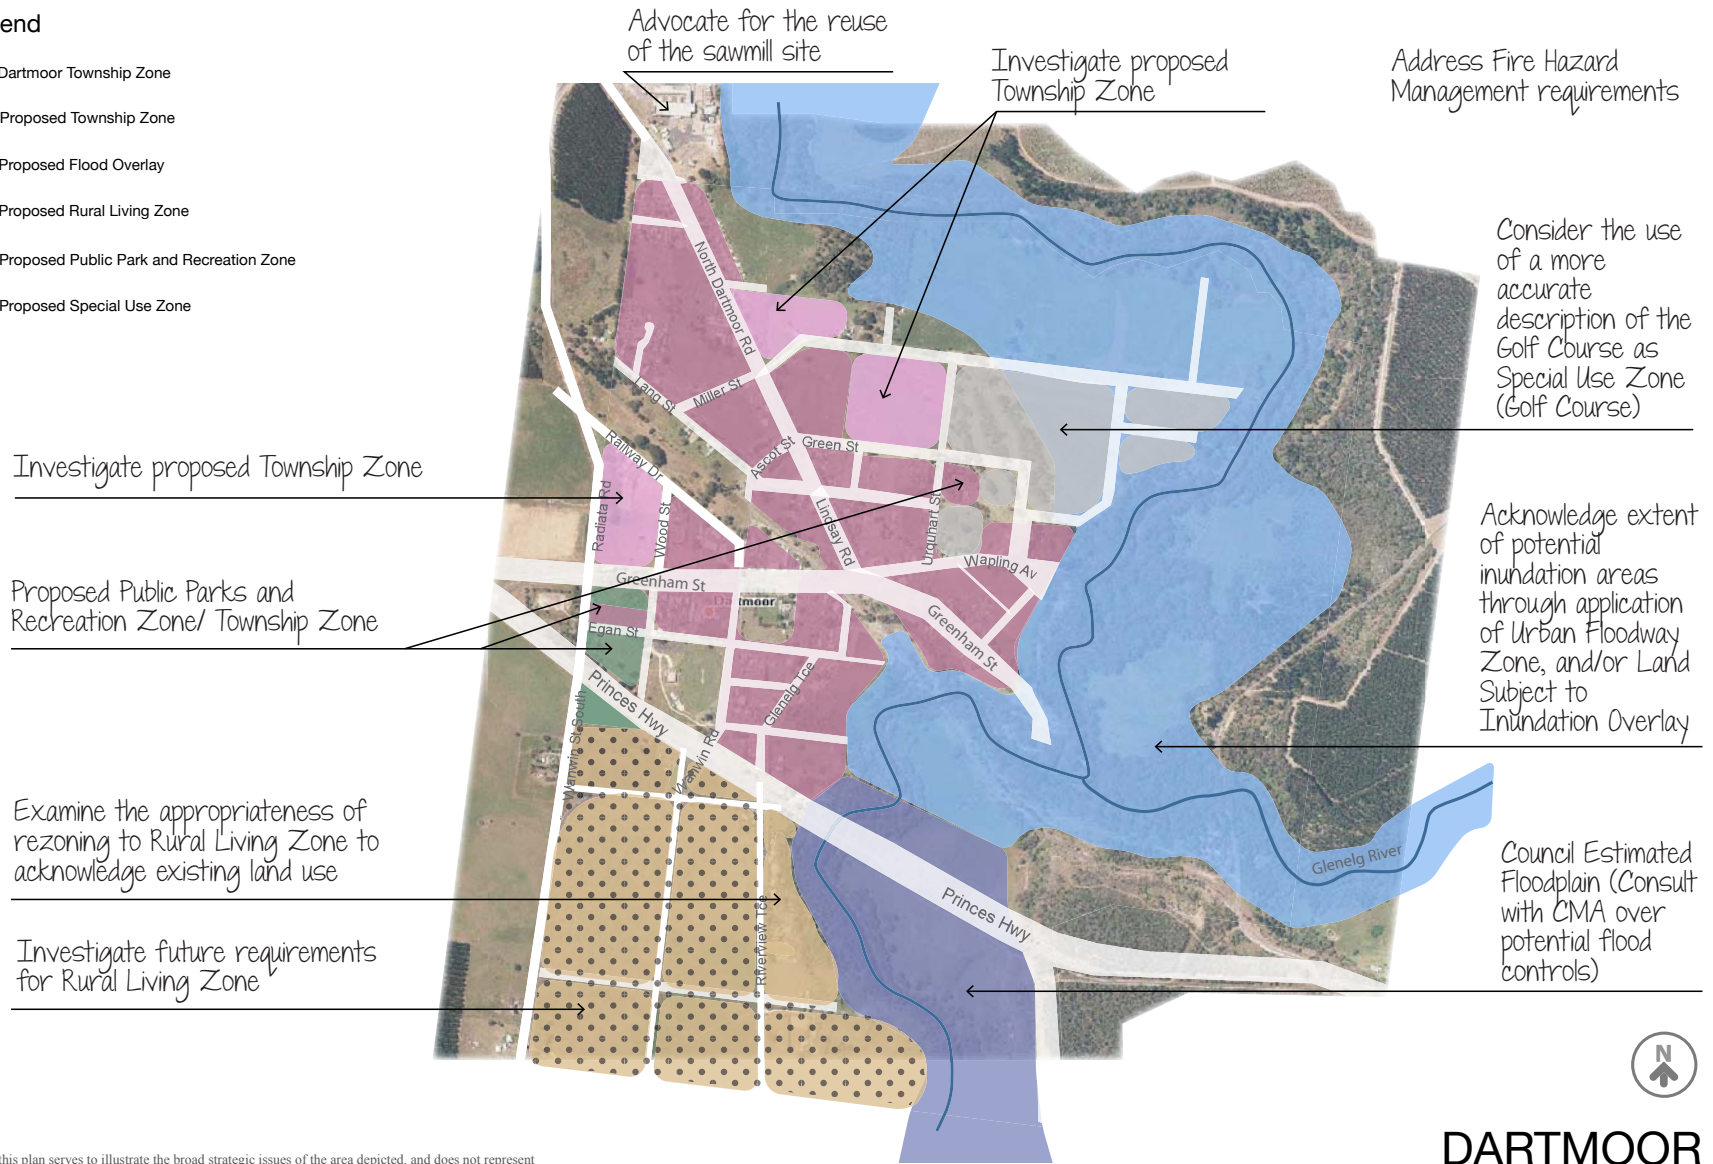 end
Dartmoor Township Zone
Proposed Township Zone
Proposed Flood Overlay
Proposed Rural Living Zone
Proposed Public Park and Recreation Zone
Proposed Special Use Zone
Advocate for the reuse
of the sawmill site
Investigate proposed
Township Zone
Address Fire Hazard
Management requirements
Consider the use
of a more
accurate
description of the
Golf Course as
Special Use Zone
(Golf Course)
Investigate proposed Township Zone
Proposed Public Parks and
Recreation Zone/ Township Zone
Acknowledge extent
of potential
inundation areas
through application
of Urban Floodway
Zone, and/or Land
Subject to
Inundation Overlay
Examine the appropriateness of
rezoning to Rural Living Zone to
acknowledge existing land use
Investigate future requirements
for Rural Living Zone
Council Estimated
Floodplain (Consult
with CMA over
potential flood
controls)
North Dartmoor Rd
Lang St
Miller St
Railway Dr
Ascot St
Green St
Radiata Rd
Wood St
Lindsay Rd
Urquhart St
Wapling Av
Greenham St
Dartmoor
Egan St
Greenham St
Princes Hwy
Glenelg Tce
Wanwin St South
Wanwin Rd
Glenelg River
Riverview Tce
Princes Hwy
N
DARTMOOR
this plan serves to illustrate the broad strategic issues of the area depicted, and does not represent